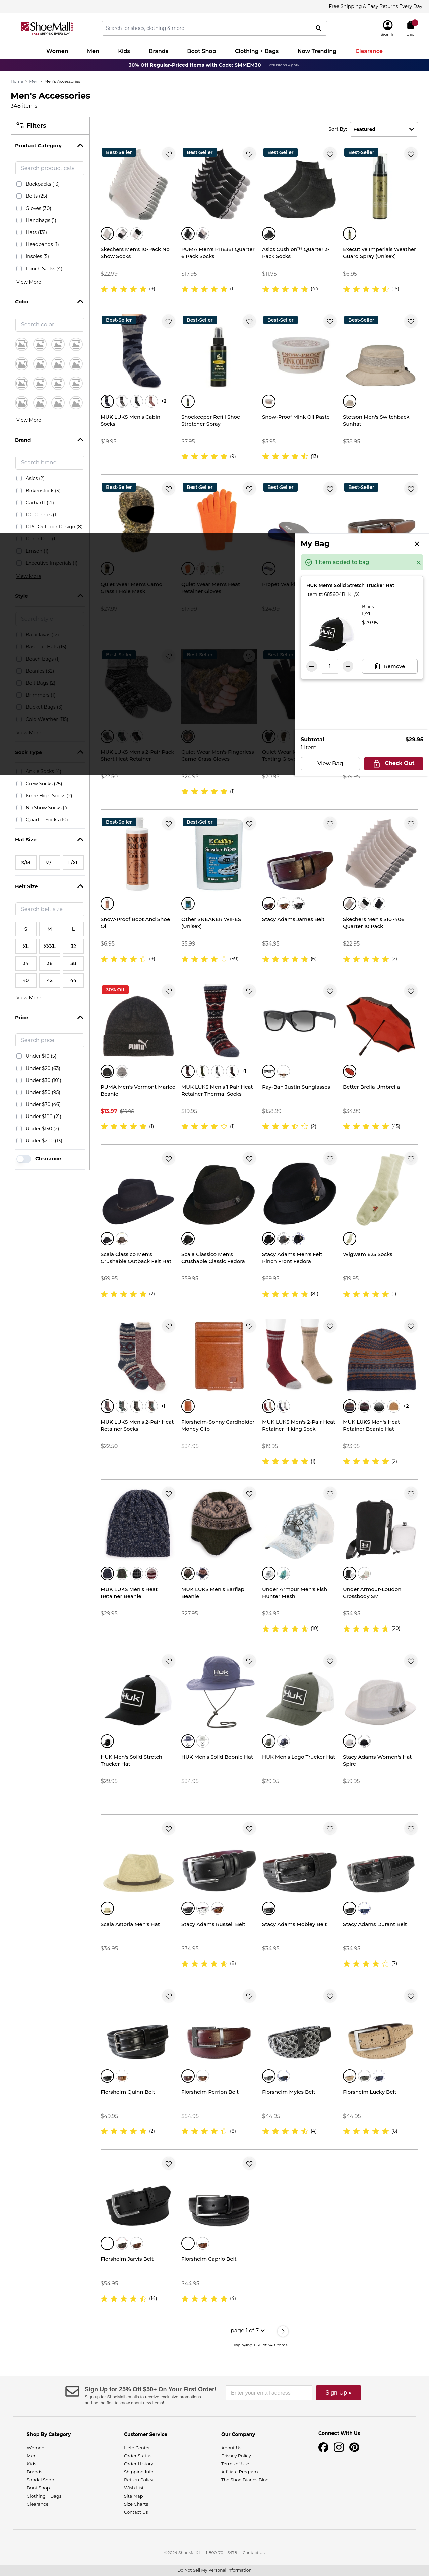 Free Shipping & Easy Returns Every Day
ShoeMall
FREE SHIPPING EVERY DAY
Search for shoes, clothing & more
Sign In
1
Bag
Women Men Kids Brands Boot Shop Clothing + Bags Now Trending Clearance
30% Off Regular-Priced Items with Code: SMMEM30 Exclusions Apply.
Home > Men > Men's Accessories
Men's Accessories
348 items
Filters
Sort By: Featured
Product Category
Search product cate
Backpacks (13)
Belts (25)
Gloves (30)
Handbags (1)
Hats (131)
Headbands (1)
Insoles (5)
Lunch Sacks (4)
View More
Color
Search color
View More
Brand
Search brand
Asics (2)
Birkenstock (3)
Carhartt (21)
DC Comics (1)
DPC Outdoor Design (8)
View More
Style
View More
Sock Type
Crew Socks (25)
Knee High Socks (2)
No Show Socks (4)
Quarter Socks (10)
Hat Size
S/M M/L L/XL
Belt Size
Search belt size
S M L
XL XXXL 32
34 36 38
40 42 44
View More
Price
Search price
Under $10 (5)
Under $20 (63)
Under $30 (101)
Under $50 (95)
Under $70 (46)
Under $100 (21)
Under $150 (2)
Under $200 (13)
Clearance
Best-Seller Best-Seller Best-Seller Best-Seller
Skechers Men's 10-Pack No Show Socks
$22.99
(9)
PUMA Men's P116381 Quarter 6 Pack Socks
$17.95
(1)
Asics Cushion™ Quarter 3-Pack Socks
$11.95
(44)
Executive Imperials Weather Guard Spray (Unisex)
$6.95
(16)
Best-Seller Best-Seller Best-Seller Best-Seller
+2
MUK LUKS Men's Cabin Socks
$19.95
Shoekeeper Refill Shoe Stretcher Spray
$7.95
(9)
Snow-Proof Mink Oil Paste
$5.95
(13)
Stetson Men's Switchback Sunhat
$38.95
Best-Seller Best-Seller Best-Seller Best-Seller
Quiet Wear Men's Camo Grass 1 Hole Mask
Quiet Wear Men's Heat Retainer Gloves
MUK LUKS Men's 2-Pair Pack Short Heat Retainer
$22.50
Quiet Wear Men's Fingerless Camo Grass Gloves
$24.95
(1)
$20.95
$59.95
My Bag
1 item added to bag
HUK Men's Solid Stretch Trucker Hat
Item #: 685604BLKL/X
Black
L/XL
$29.95
1
Remove
Subtotal $29.95
1 Item
View Bag
Check Out
Best-Seller Best-Seller
Snow-Proof Boot And Shoe Oil
$6.95
(9)
Other SNEAKER WIPES (Unisex)
$5.99
(59)
Stacy Adams James Belt
$34.95
(6)
Skechers Men's S107406 Quarter 10 Pack
$22.95
(2)
30% Off
PUMA Men's Vermont Marled Beanie
$13.97 $19.95
(1)
+1
MUK LUKS Men's 1 Pair Heat Retainer Thermal Socks
$19.95
(1)
Ray-Ban Justin Sunglasses
$158.99
(2)
Better Brella Umbrella
$34.99
(45)
Scala Classico Men's Crushable Outback Felt Hat
$69.95
(2)
Scala Classico Men's Crushable Classic Fedora
$59.95
Stacy Adams Men's Felt Pinch Front Fedora
$69.95
(81)
Wigwam 625 Socks
$19.95
(1)
+1
MUK LUKS Men's 2-Pair Heat Retainer Socks
$22.50
Florsheim-Sonny Cardholder Money Clip
$34.95
MUK LUKS Men's 2-Pair Heat Retainer Hiking Sock
$19.95
(1)
+2
MUK LUKS Men's Heat Retainer Beanie Hat
$23.95
(2)
MUK LUKS Men's Heat Retainer Beanie
$29.95
MUK LUKS Men's Earflap Beanie
$27.95
Under Armour Men's Fish Hunter Mesh
$24.95
(10)
Under Armour-Loudon Crossbody SM
$34.95
(20)
HUK Men's Solid Stretch Trucker Hat
$29.95
HUK Men's Solid Boonie Hat
$34.95
HUK Men's Logo Trucker Hat
$29.95
Stacy Adams Women's Hat Spire
$59.95
Scala Astoria Men's Hat
$34.95
Stacy Adams Russell Belt
$34.95
(8)
Stacy Adams Mobley Belt
$34.95
Stacy Adams Durant Belt
$34.95
(7)
Florsheim Quinn Belt
$49.95
(2)
Florsheim Perrion Belt
$54.95
(8)
Florsheim Myles Belt
$44.95
(4)
Florsheim Lucky Belt
$44.95
(6)
Florsheim Jarvis Belt
$54.95
(14)
Florsheim Caprio Belt
$44.95
(4)
page 1 of 7
Displaying 1-50 of 348 items
Sign Up for 25% Off $50+ On Your First Order!
Sign up for ShoeMall emails to receive exclusive promotions
and be the first to know about new items!
Enter your email address
Sign Up ▸
Shop By Category
Women
Men
Kids
Brands
Sandal Shop
Boot Shop
Clothing + Bags
Clearance
Customer Service
Help Center
Order Status
Order History
Shipping Info
Return Policy
Wish List
Site Map
Size Charts
Contact Us
Our Company
About Us
Privacy Policy
Terms of Use
Affiliate Program
The Shoe Diaries Blog
Connect With Us
©2024 ShoeMall® | 1-800-704-5478 | Contact Us
Do Not Sell My Personal Information